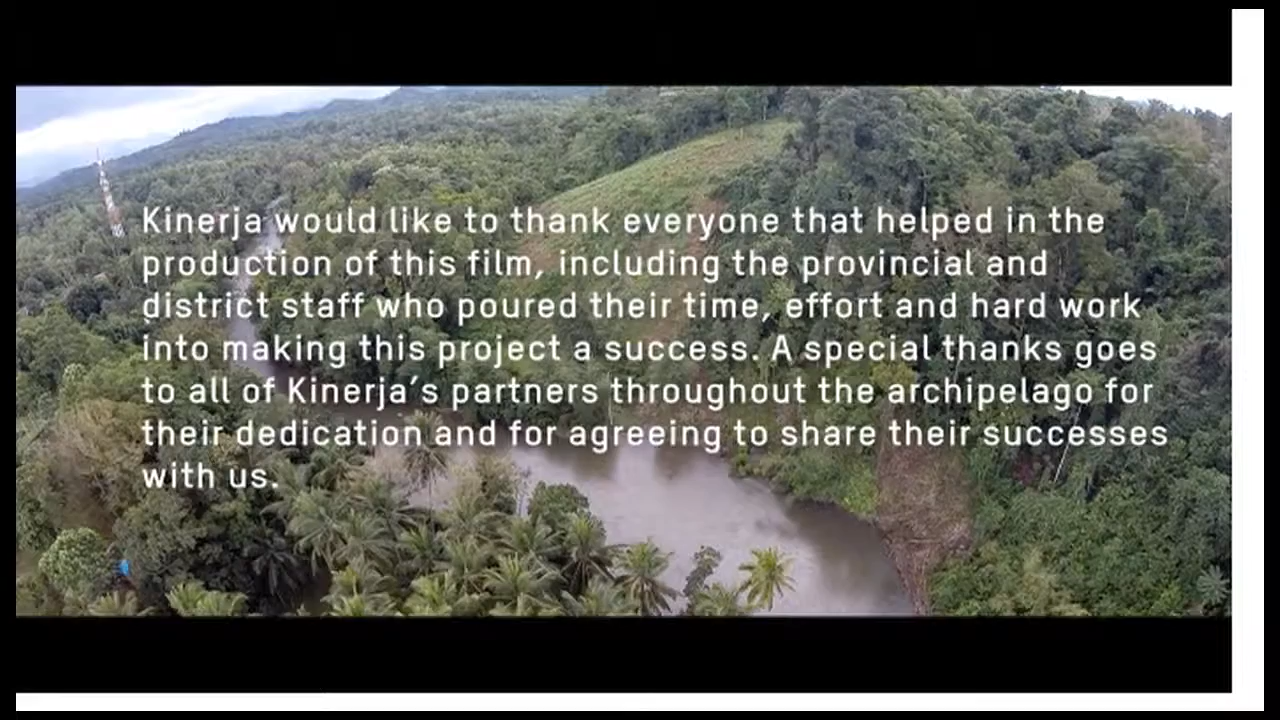 Kinerja would like to thank everyone that helped in the
production of this film, including the provincial and
district staff who poured their time, effort and hard work
into making this project a success. A special thanks goes
to all of Kinerja's partners throughout the archipelago for
their dedication and for agreeing to share their successes
with us.